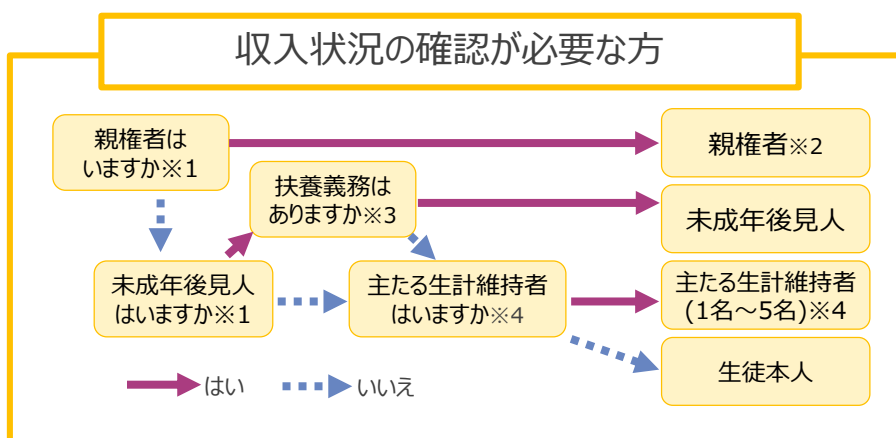 収入状況の確認が必要な方
親権者は
いますか※1
親権者※2
扶養義務は
ありますか※3
未成年後見人
未成年後見人
はいますか※1
主たる生計維持者
はいますか※4
主たる生計維持者
(1名～5名)※4
生徒本人
はい
いいえ